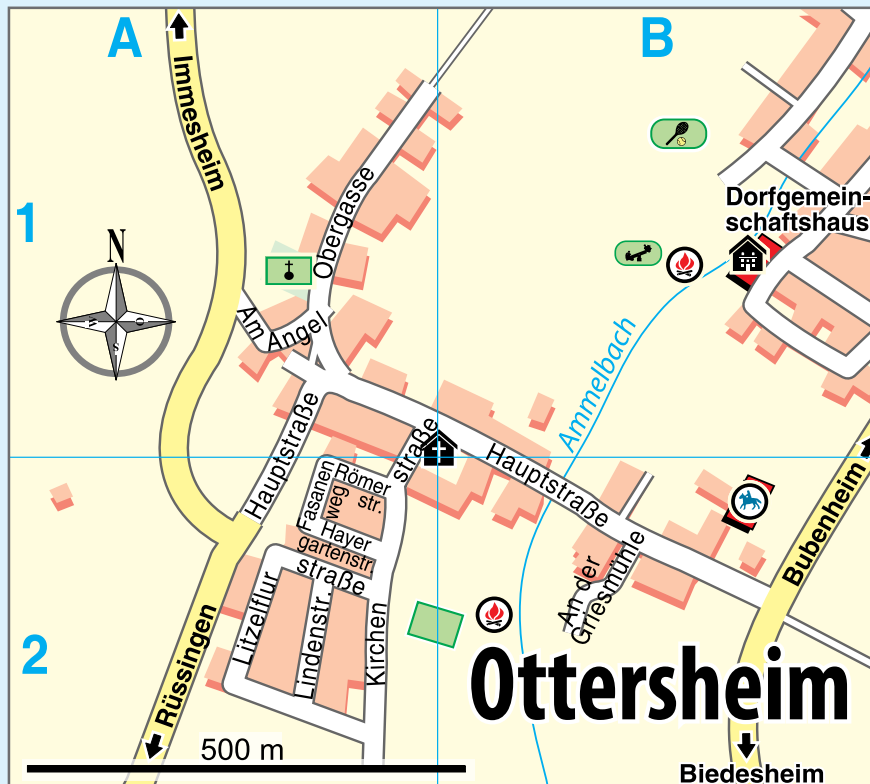 A
B
Immesheim
Obergasse
Dorfgemein-
schaftshaus
1
N
W
O
S
Am Angel
Ammelbach
Hauptstraße
straße
Hauptstraße
Römer
str.
Fasanen
weg
Hayer
gartenstr
straße
Bubenheim
An der
Griesmühle
Litzelflur
Lindenstr.
Kirchen
2
Rüssingen
Ottersheim
500 m
Biedesheim